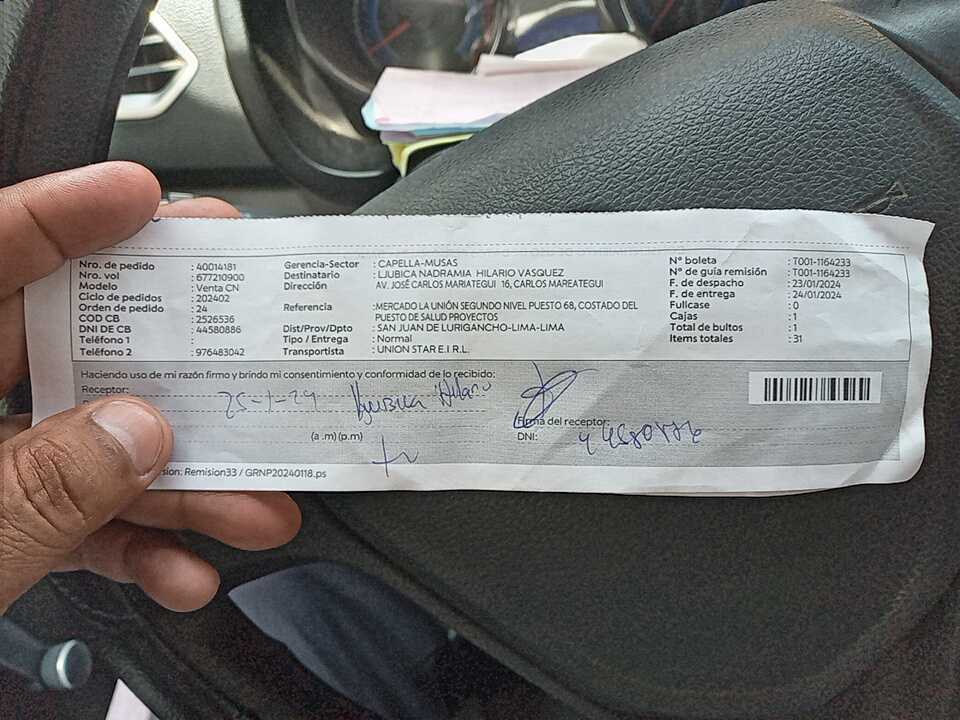 Nro. de pedido : 40014181 Gerencia-Sector : CAPELLA-MUSAS N° boleta : T001-1164233
Nro. vol : 677210900 Destinatario : LJUBICA NADRAMIA HILARIO VASQUEZ N° de guía remisión : T001-1164233
Modelo : Venta CN Dirección AV. JOSÉ CARLOS MARIATEGUI 16, CARLOS MAREATEGUI F. de despacho : 23/01/2024
Ciclo de pedidos : 202402 F. de entrega : 24/01/2024
Orden de pedidos : 24 Referencia :MERCADO LA UNIÓN SEGUNDO NIVEL PUESTO 68, COSTADO DEL Fullcase : 0
COD CB : 2526536 PUESTO DE SALUD PROYECTOS Cajas : 1
DNI DE CB : 44580886 Dist/Prov/Dpto : SAN JUAN DE LURIGANCHO-LIMA-LIMA Total de bultos : 1
Teléfono 1 : Tipo / Entrega : Normal Items totales : 31
Teléfono 2 : 976483042 Transportista : UNION STAR E.I R.L.
Haciendo uso de mi razón firmo y brindo mi consentimiento y conformidad de lo recibido:
Receptor:
25-1-24 Hilario
Firma del receptor:
(a .m) (p.m) DNI:
sion: Remision33 / GRNP20240118.ps